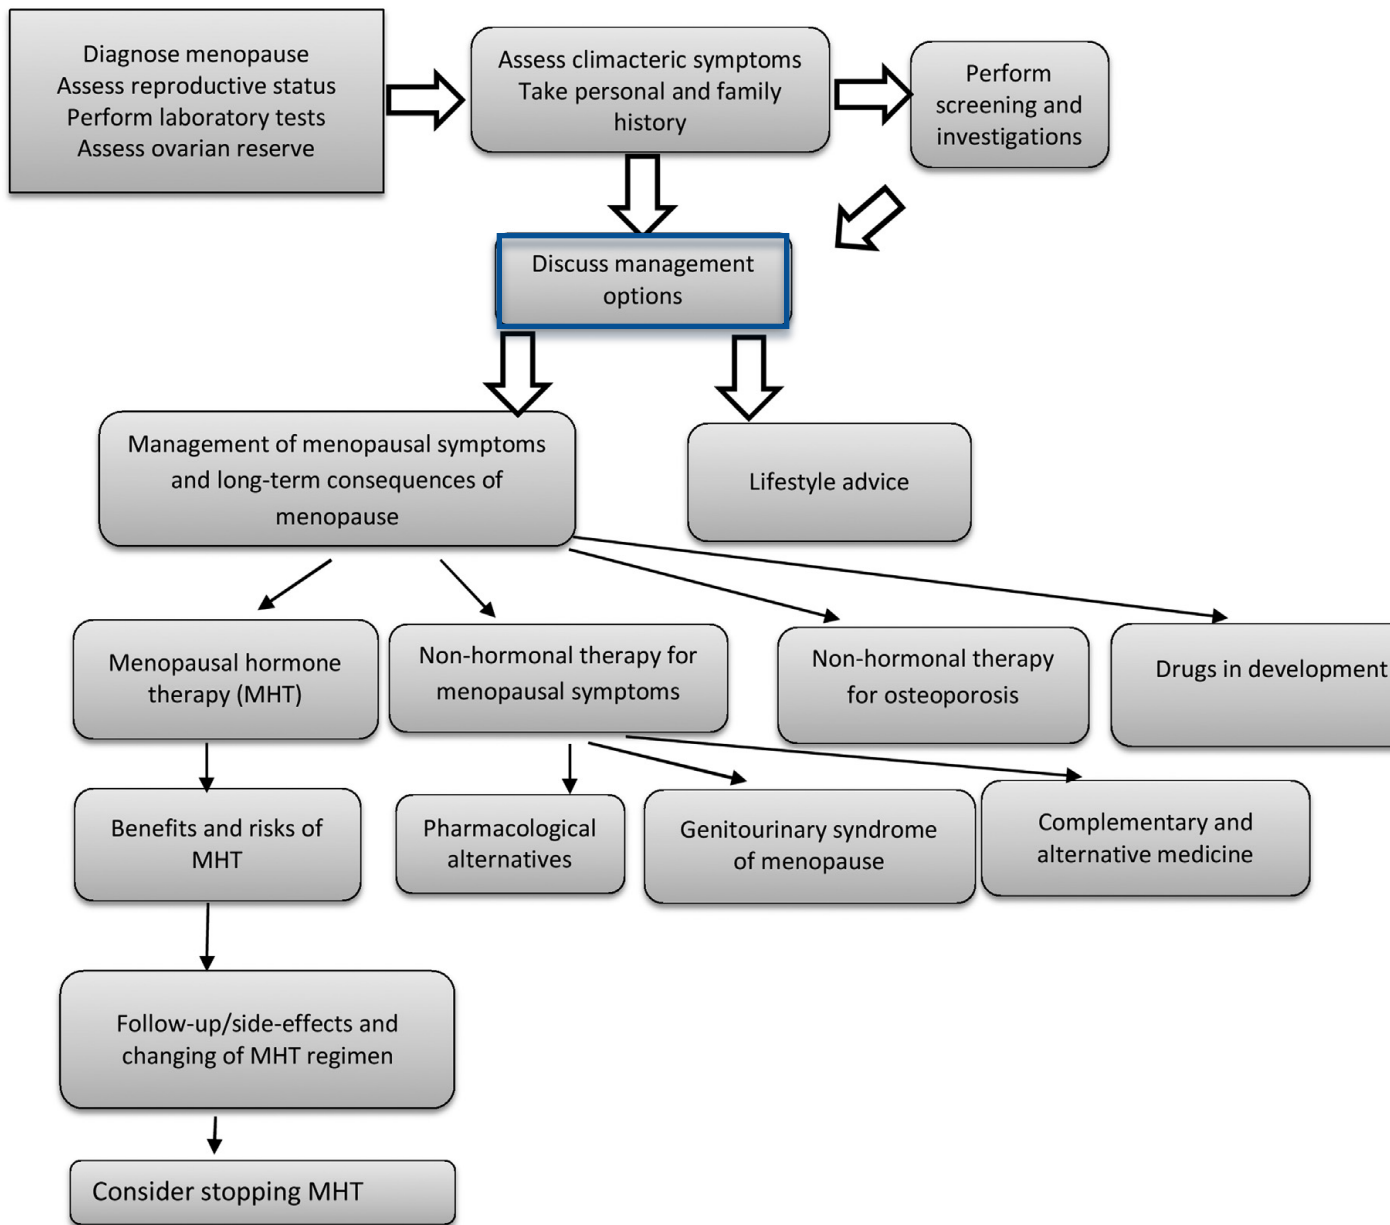 Diagnose menopause
Assess reproductive status
Perform laboratory tests
Assess ovarian reserve
Assess climacteric symptoms
Take personal and family
history
Perform
screening and
investigations
Discuss management
options
Management of menopausal symptoms
and long-term consequences of
menopause
Lifestyle advice
Menopausal hormone
therapy (MHT)
Non-hormonal therapy for
menopausal symptoms
Non-hormonal therapy
for osteoporosis
Drugs in development
Benefits and risks of
MHT
Pharmacological
alternatives
Genitourinary syndrome
of menopause
Complementary and
alternative medicine
Follow-up/side-effects and
changing of MHT regimen
Consider stopping MHT